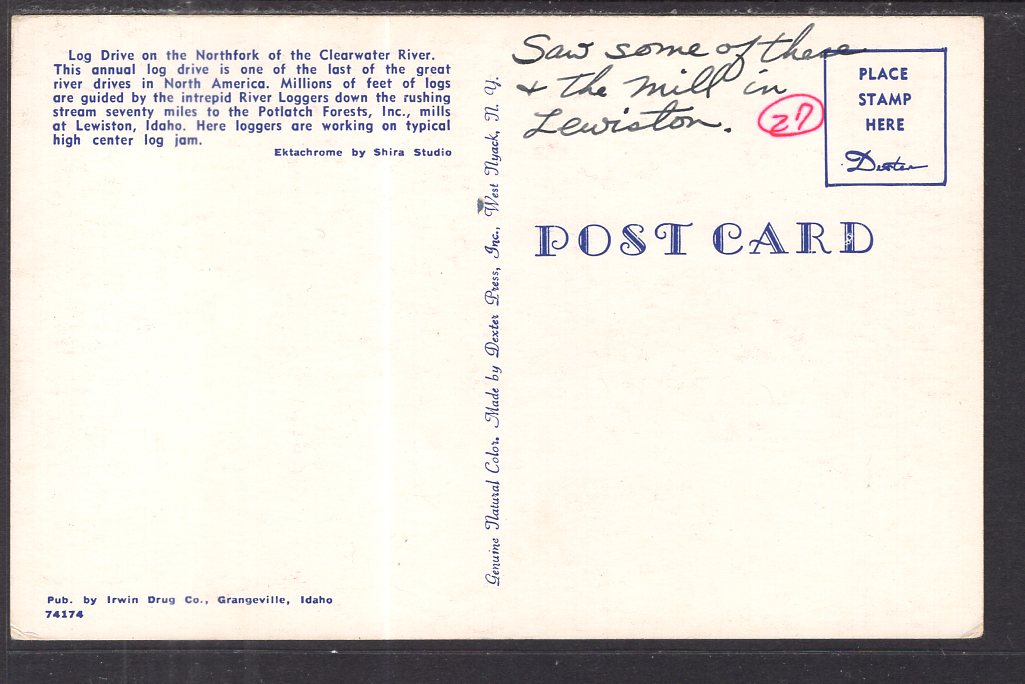 Log Drive on the Northfork of the Clearwater River.
This annual log drive is one of the last of the great
river drives in North America. Millions of feet of logs
are guided by the intrepid River Loggers down the rushing
stream seventy miles to the Potlatch Forests, Inc., mills
at Lewiston, Idaho. Here loggers are working on typical
high center log jam.
Ektachrome by Shira Studio
Pub. by Irwin Drug Co., Grangeville, Idaho
74174
Genuine Natural Color. Made by Dexter Press, Inc., West Nyack, N. Y.
Saw some of these
+ the mill in
Lewiston.
27
PLACE
STAMP
HERE
Dexter
POST CARD